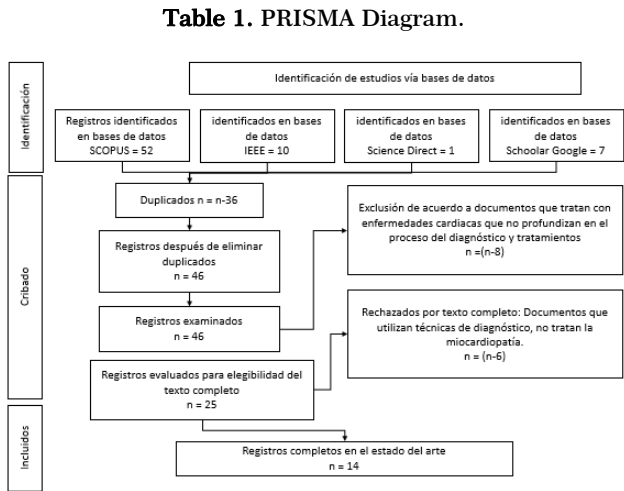 Table 1. PRISMA Diagram.
Identificación
Identificación de estudios vía bases de datos
Registros identificados
en bases de datos
SCOPUS = 52
identificados en bases
de datos
IEEE = 10
identificados en bases
de datos
Science Direct = 1
identificados en bases
de datos
Schoolar Google = 7
Cribado
Duplicados n = n-36
Registros después de eliminar
duplicados
n = 46
Registros examinados
n = 46
Exclusión de acuerdo a documentos que tratan con
enfermedades cardiacas que no profundizan en el
proceso del diagnóstico y tratamientos
n =(n-8)
Rechazados por texto completo: Documentos que
utilizan técnicas de diagnóstico, no tratan la
miocardiopatía.
n = (n-6)
Registros evaluados para elegibilidad del
texto completo
n = 25
Incluidos
Registros completos en el estado del arte
n = 14